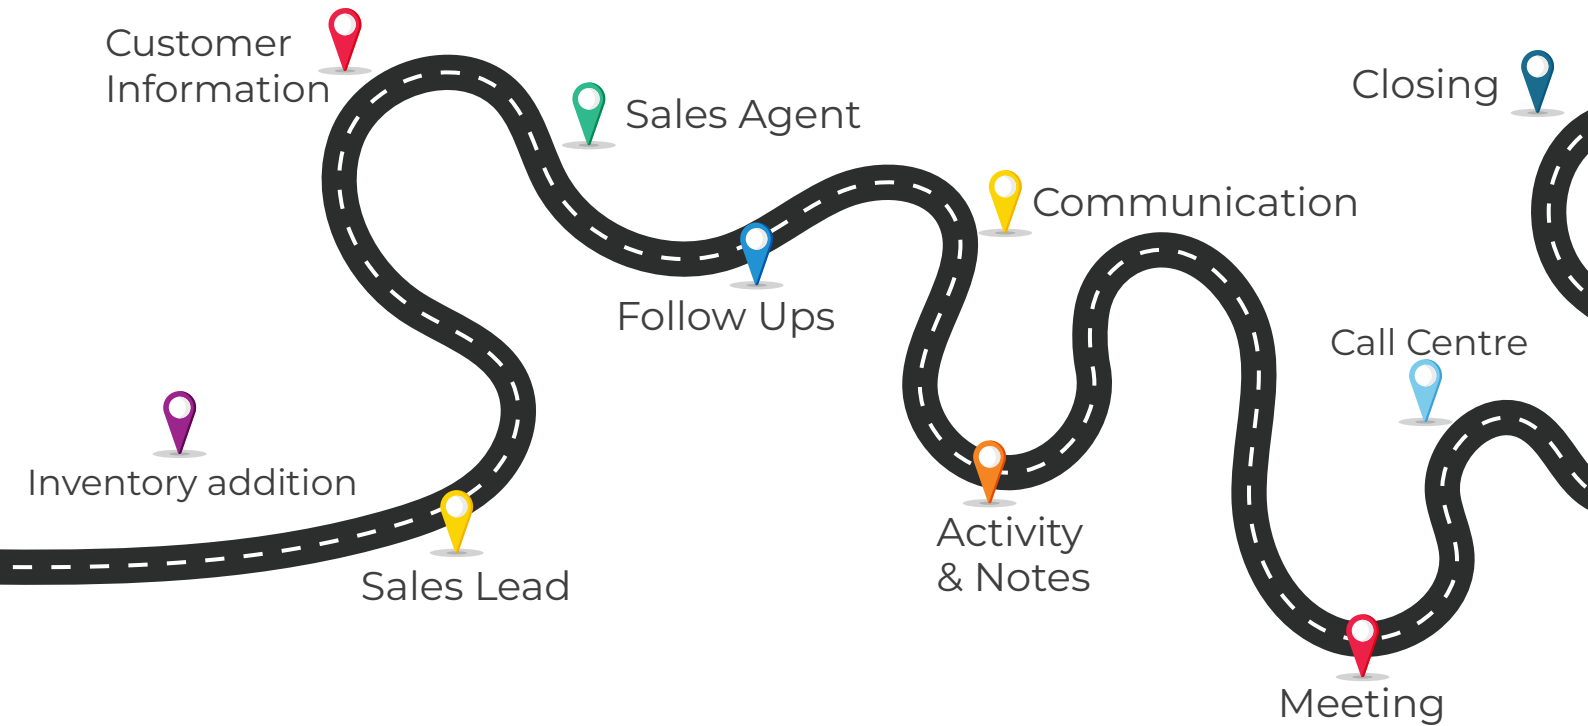 Customer
Information
Sales Agent
Closing
Communication
Follow Ups
Call Centre
Inventory addition
Sales Lead
Activity
& Notes
Meeting